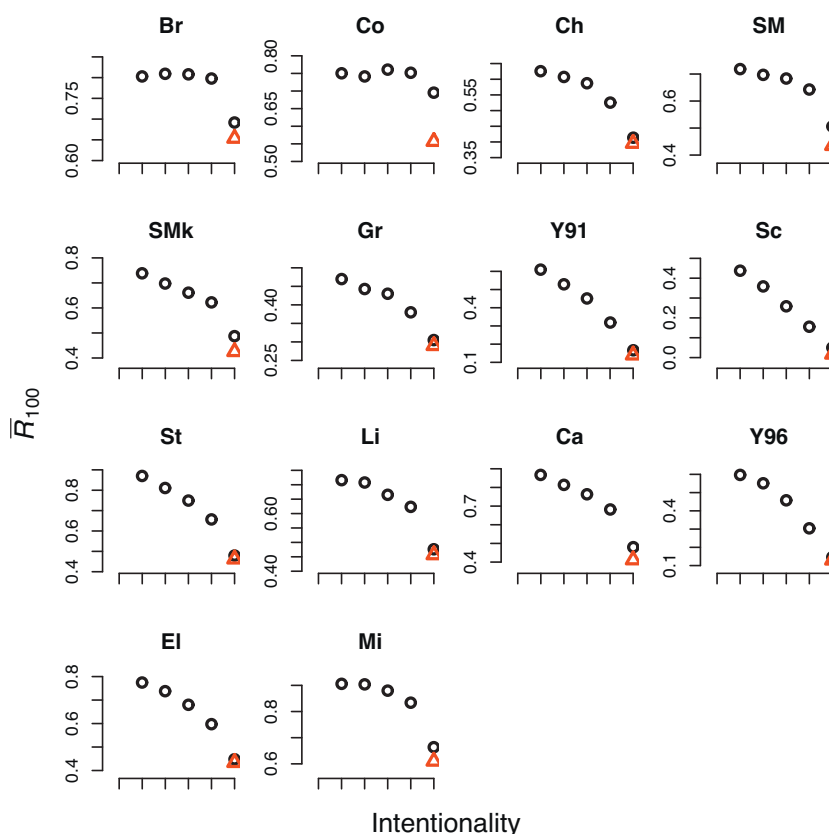 Br Co Ch SM
0.60 0.75
0.50 0.65 0.80
0.35 0.55
0.4 0.6
SMk Gr Y91 Sc
0.4 0.6 0.8
0.25 0.40
0.1 0.4
0.0 0.2 0.4
R̅₁₀₀
St Li Ca Y96
0.4 0.6 0.8
0.40 0.60
0.4 0.7
0.1 0.4
El Mi
0.4 0.6 0.8
0.6 0.8
Intentionality